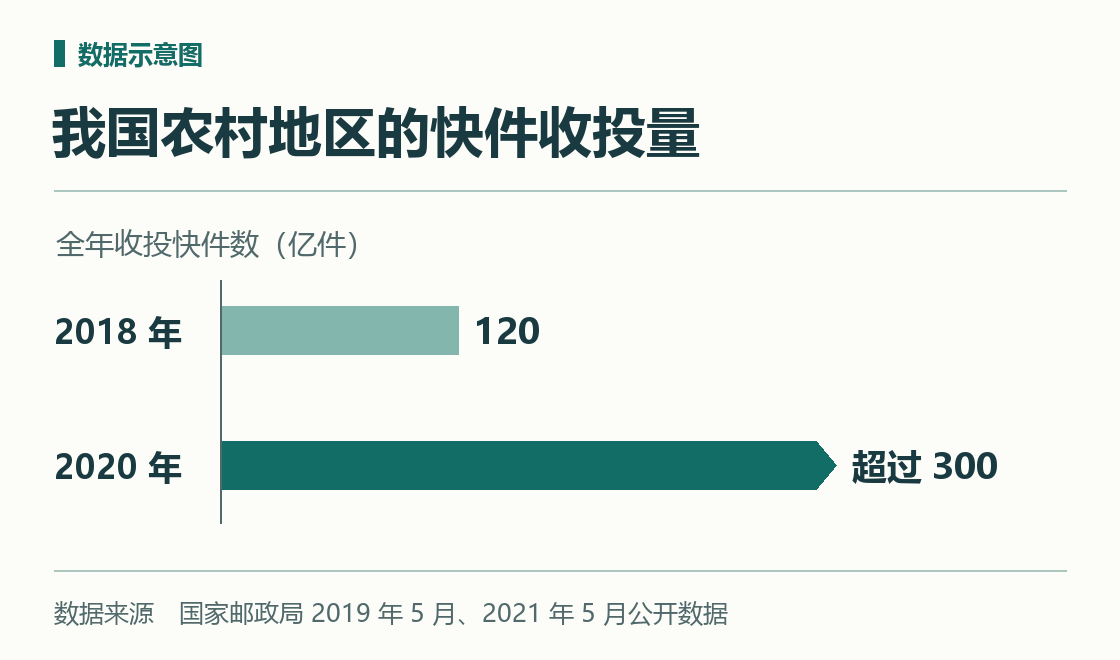 数据示意图
我国农村地区的快件收投量
全年收投快件数（亿件）
2018 年 120
2020 年 超过 300
数据来源　国家邮政局 2019 年 5 月、2021 年 5 月公开数据